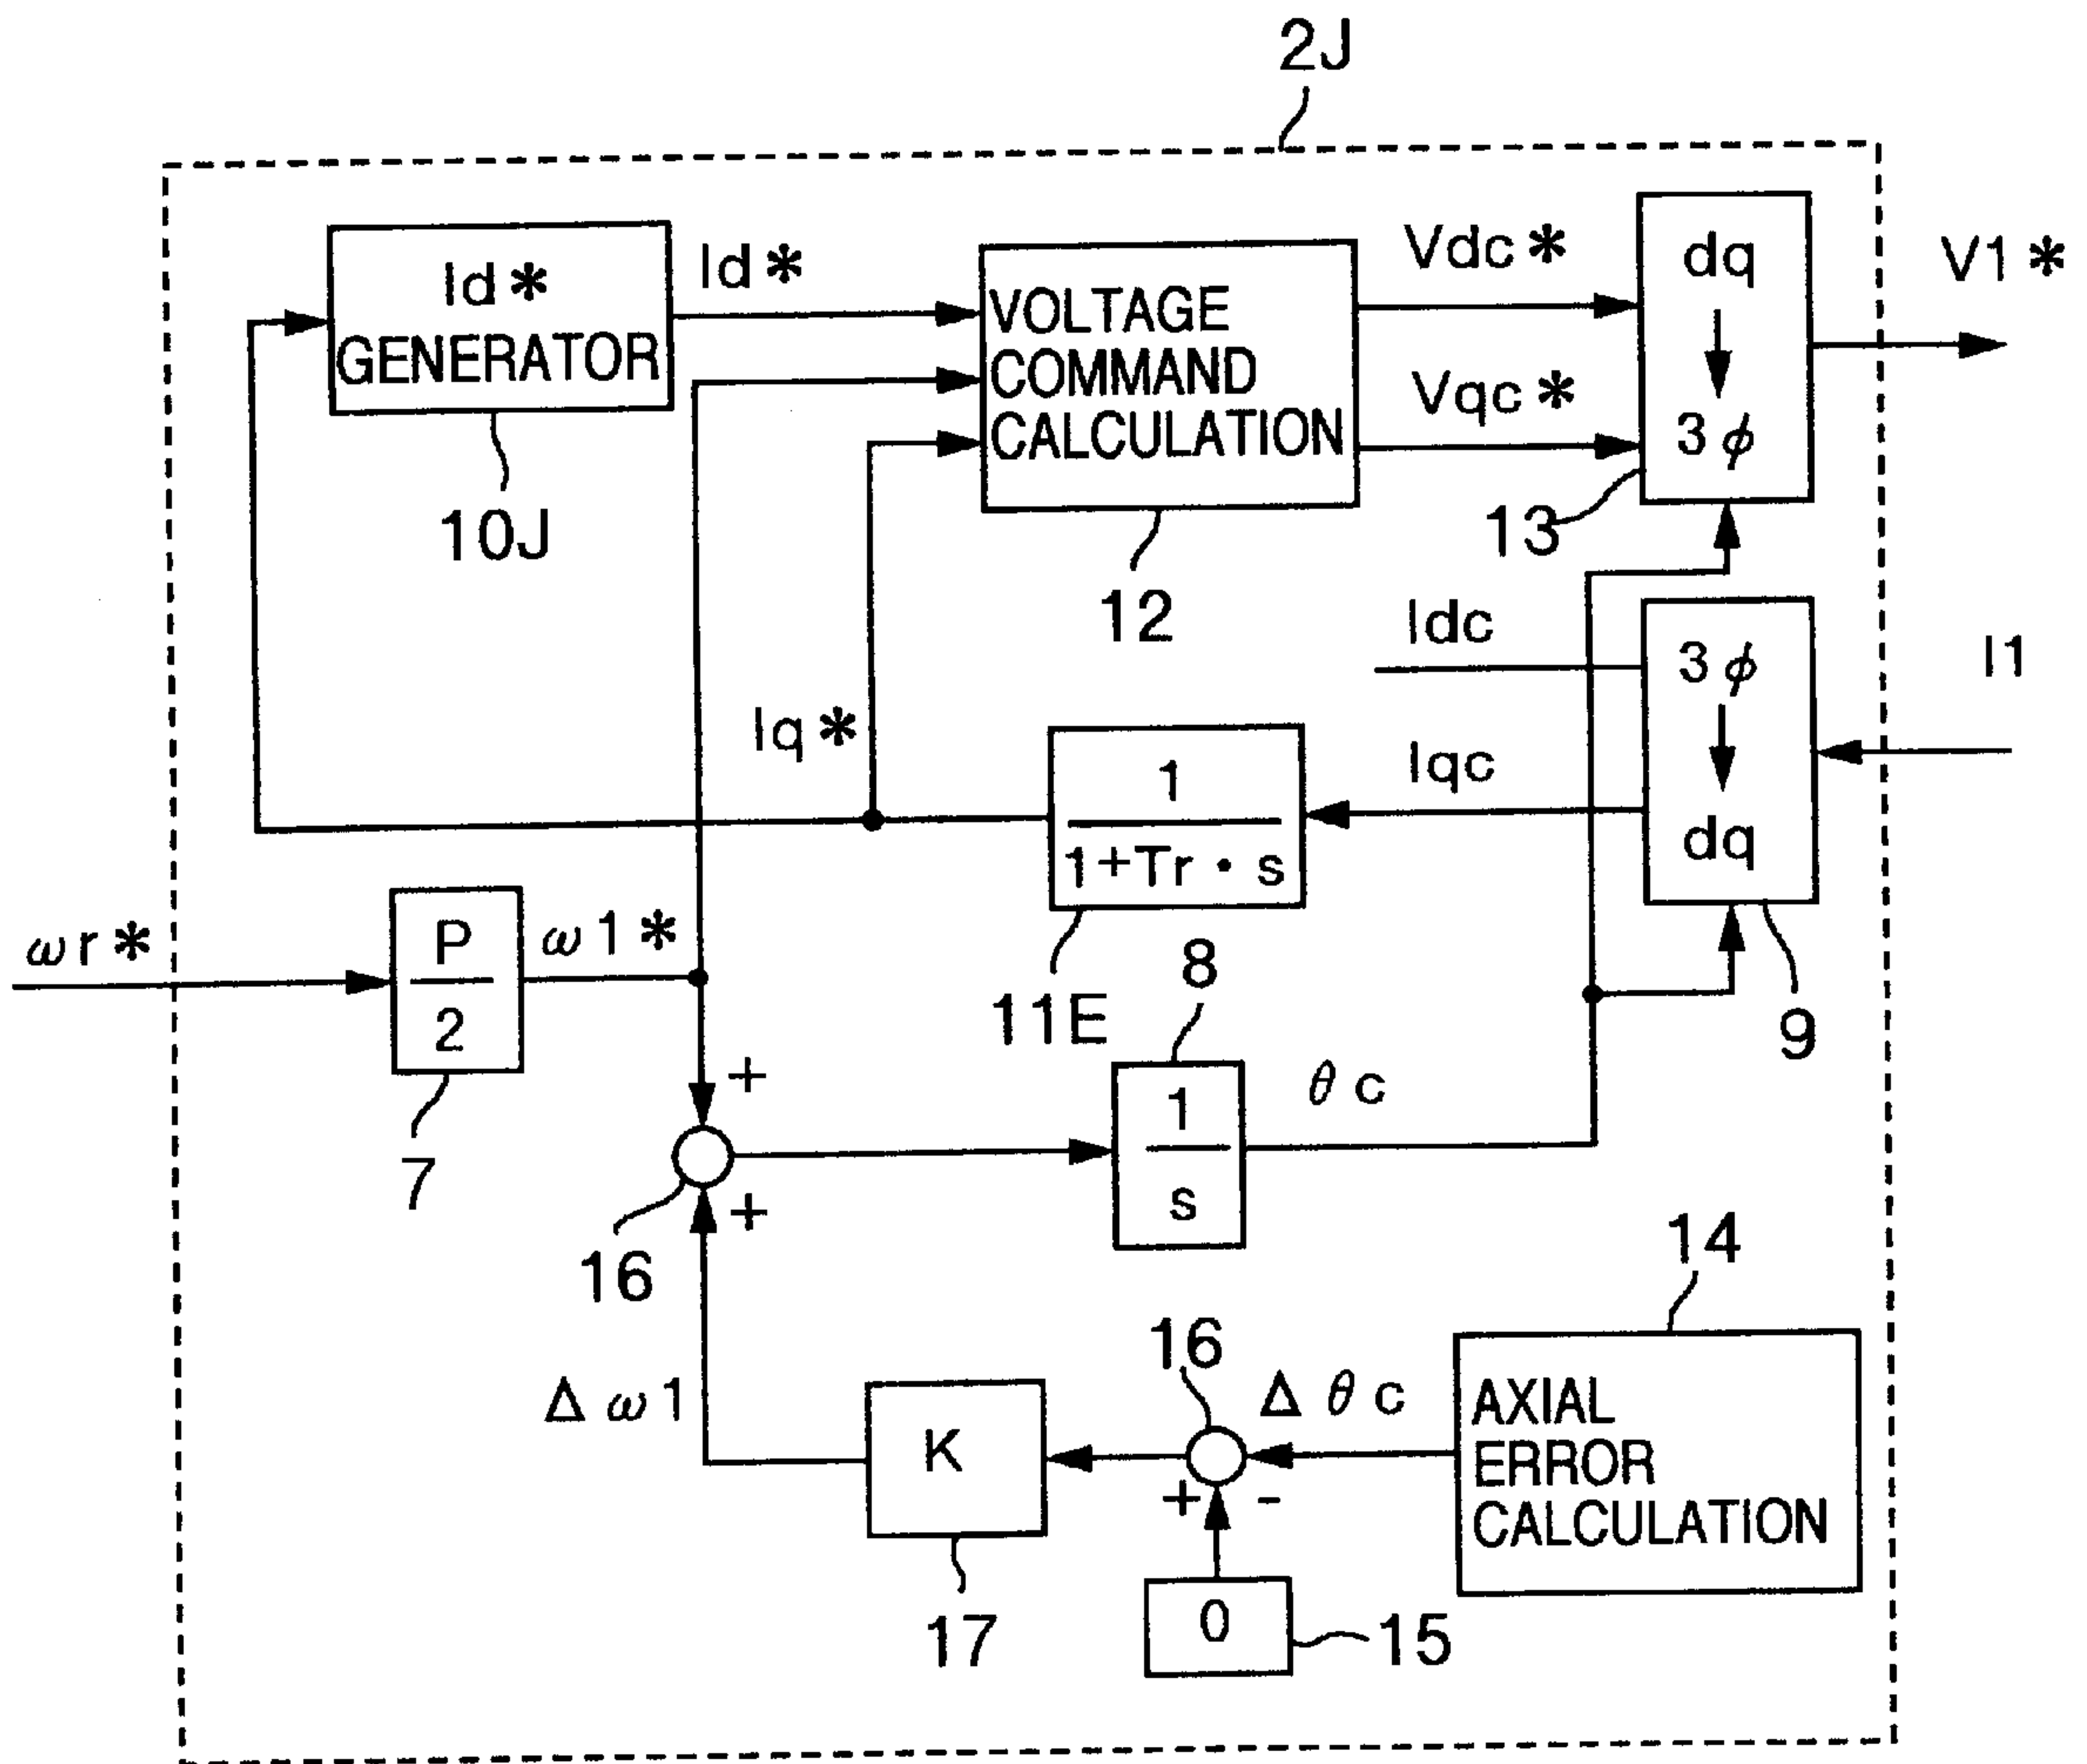 2J
Id*
GENERATOR
Id*
10J
VOLTAGE
COMMAND
CALCULATION
12
Vdc*
Vqc*
dq
3φ
13
V1*
Idc
Iqc
3φ
dq
9
I1
Iq*
1
1+Tr・s
11E
ωr*
P
2
7
ω1*
+
+
16
8
1
s
θc
Δω1
K
17
16
+
-
Δθc
0
15
14
AXIAL
ERROR
CALCULATION